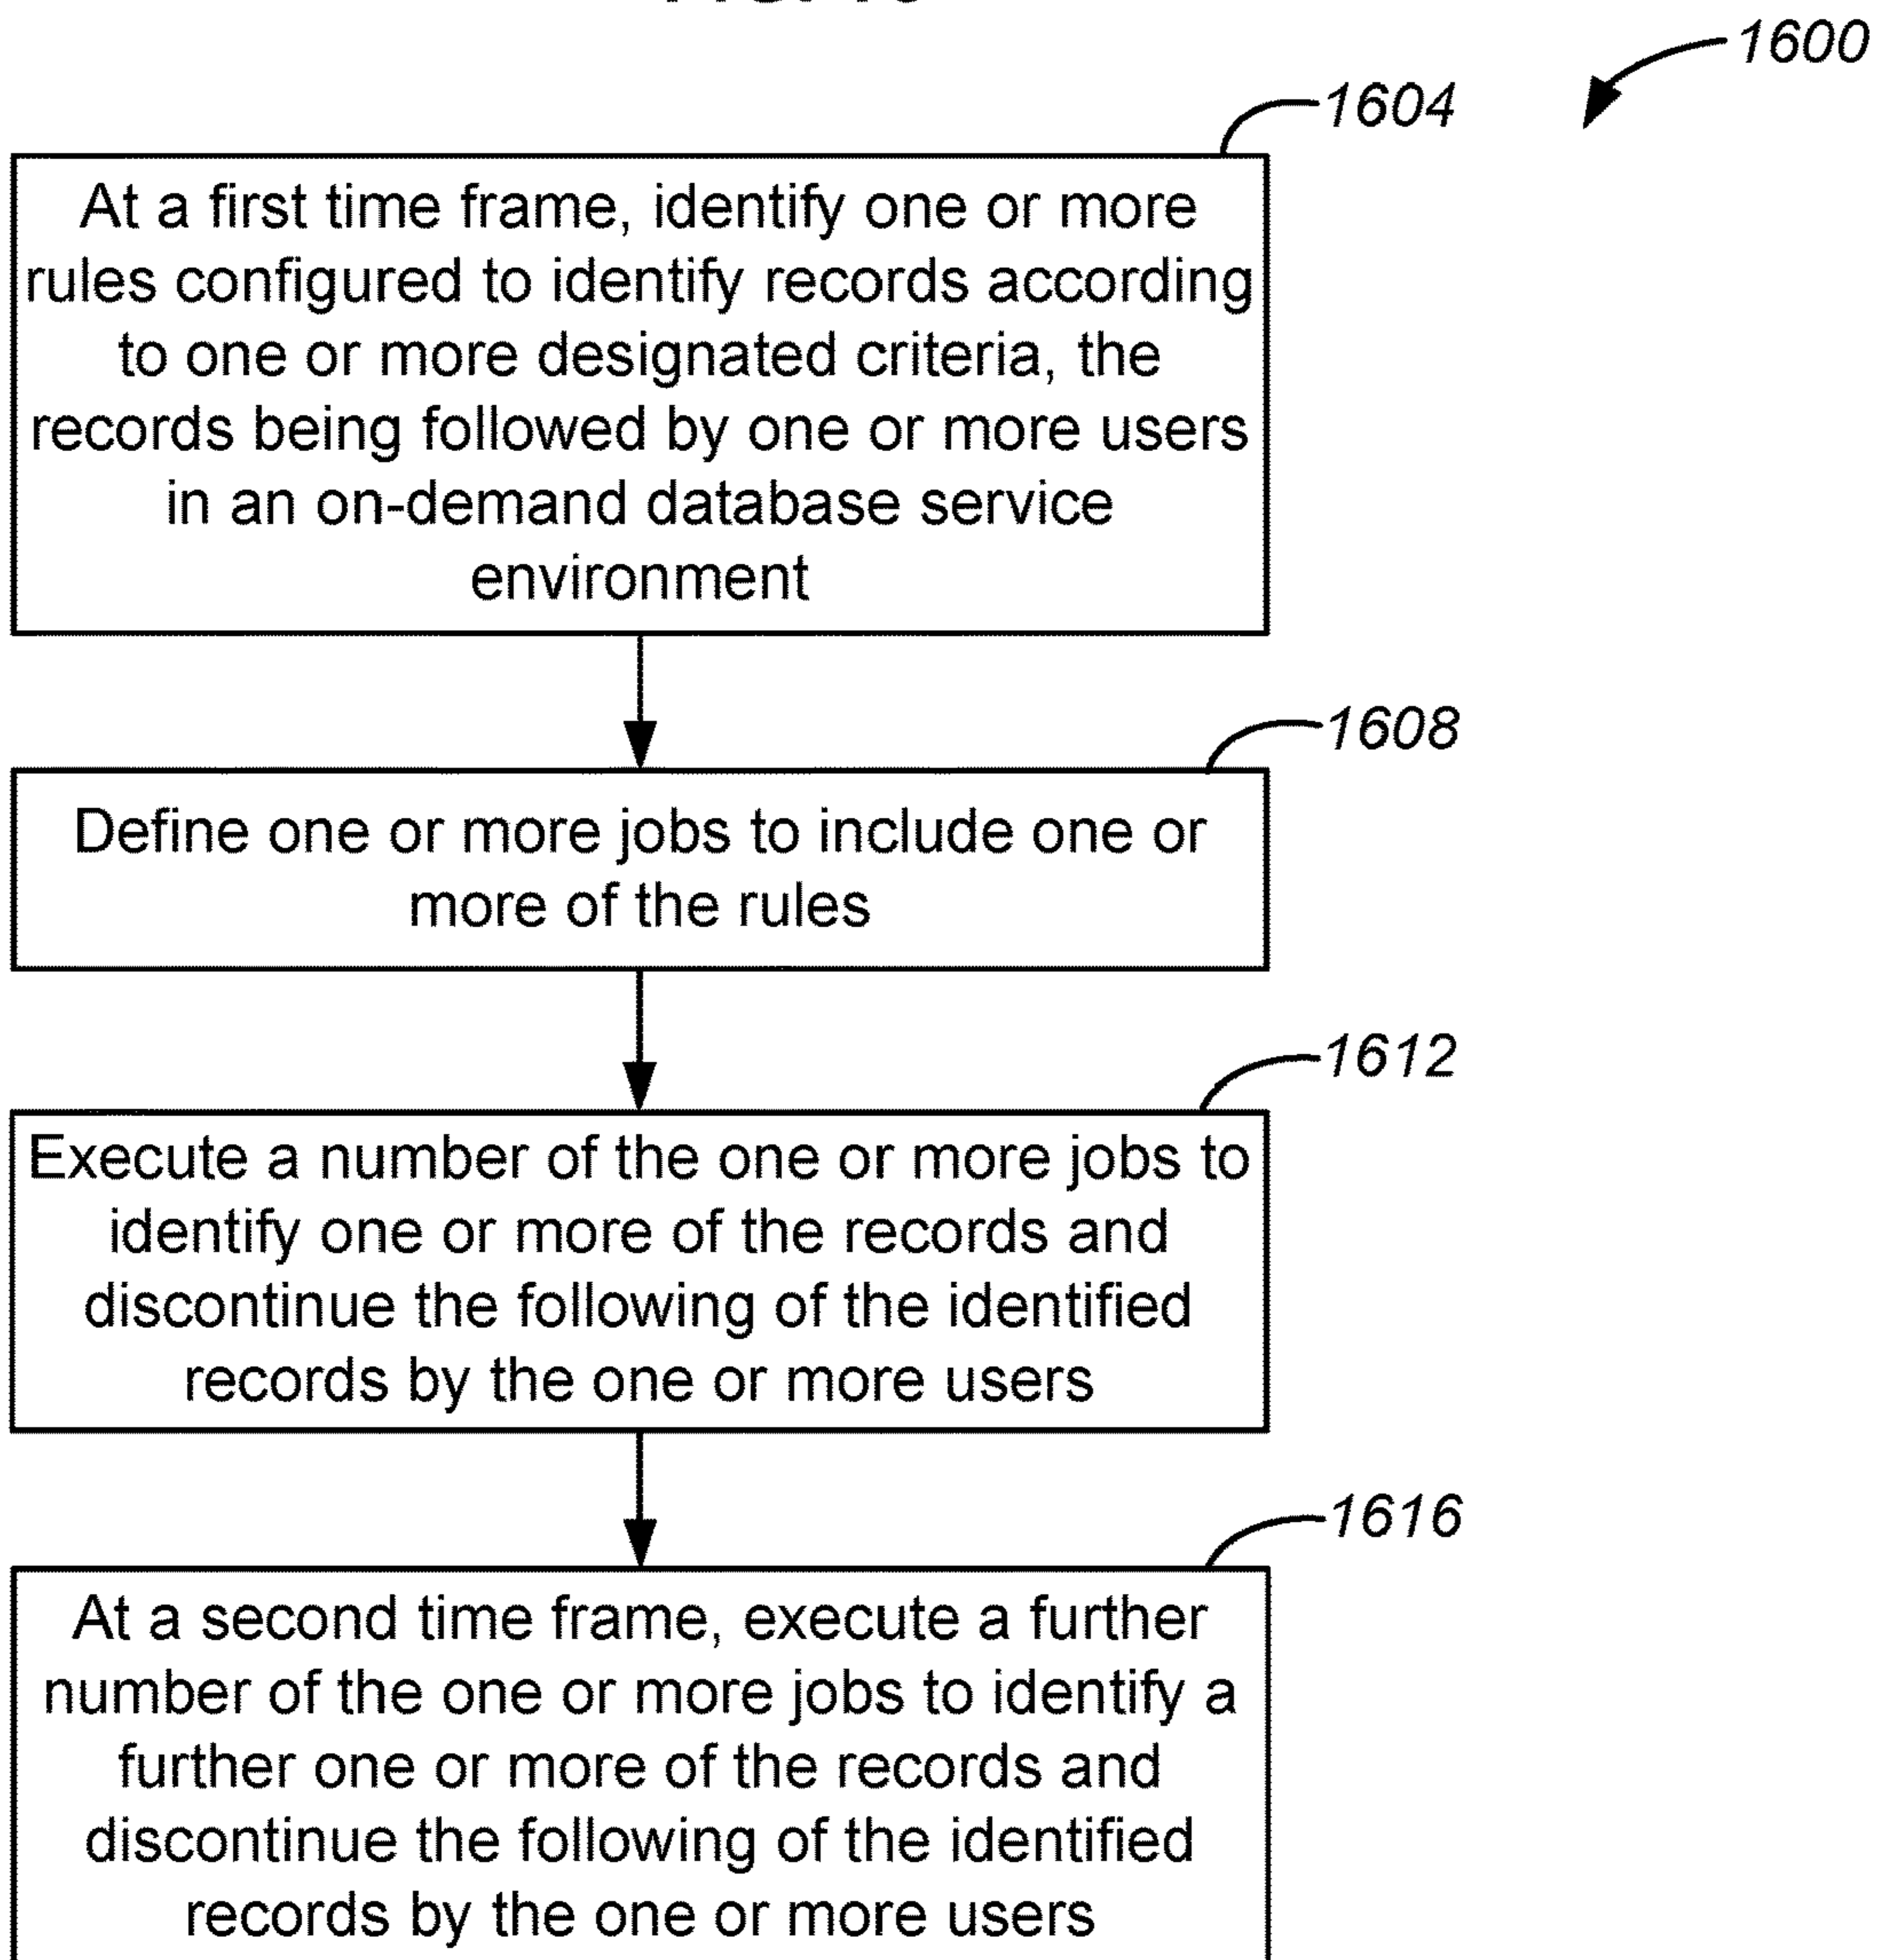 1600
1604
At a first time frame, identify one or more
rules configured to identify records according
to one or more designated criteria, the
records being followed by one or more users
in an on-demand database service
environment
1608
Define one or more jobs to include one or
more of the rules
1612
Execute a number of the one or more jobs to
identify one or more of the records and
discontinue the following of the identified
records by the one or more users
1616
At a second time frame, execute a further
number of the one or more jobs to identify a
further one or more of the records and
discontinue the following of the identified
records by the one or more users